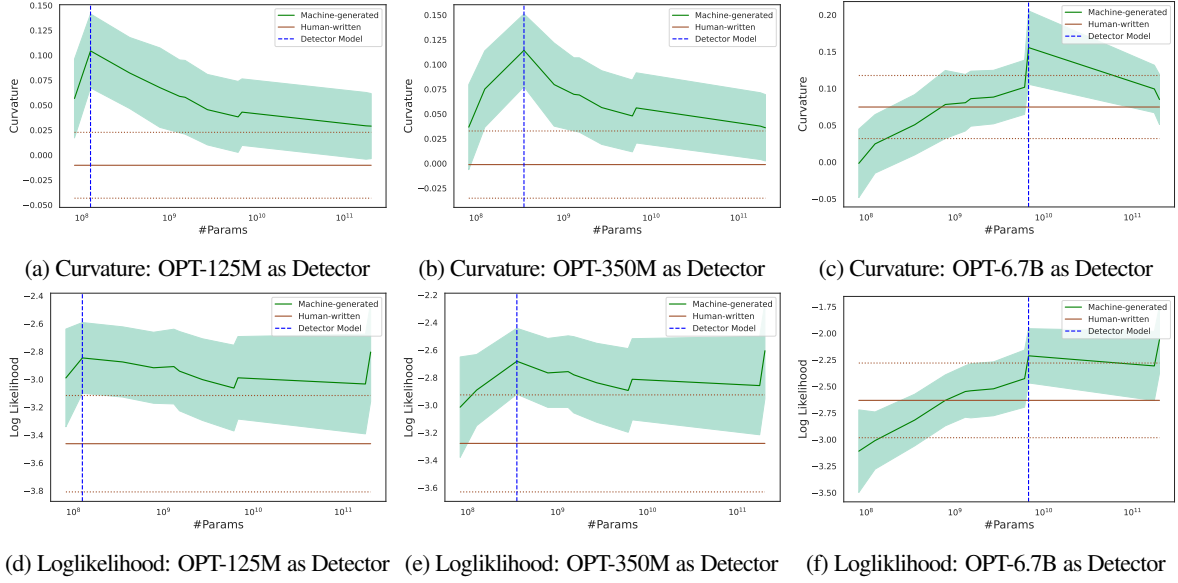 0.150
0.125
0.100
0.075
0.050
0.025
0.000
−0.025
−0.050
Curvature
Machine-generated
Human-written
Detector Model
10^8
10^9
10^10
10^11
#Params
(a) Curvature: OPT-125M as Detector
0.150
0.125
0.100
0.075
0.050
0.025
0.000
−0.025
Curvature
Machine-generated
Human-written
Detector Model
10^8
10^9
10^10
10^11
#Params
(b) Curvature: OPT-350M as Detector
0.20
0.15
0.10
0.05
0.00
−0.05
Curvature
Machine-generated
Human-written
Detector Model
10^9
10^10
10^11
#Params
(c) Curvature: OPT-6.7B as Detector
−2.4
−2.6
−2.8
−3.0
−3.2
−3.4
−3.6
−3.8
Log Likelihood
Machine-generated
Human-written
Detector Model
10^8
10^9
10^10
10^11
#Params
(d) Loglikelihood: OPT-125M as Detector
−2.2
−2.4
−2.6
−2.8
−3.0
−3.2
−3.4
−3.6
Log Likelihood
Machine-generated
Human-written
Detector Model
10^8
10^9
10^10
10^11
#Params
(e) Logliklihood: OPT-350M as Detector
−1.75
−2.00
−2.25
−2.50
−2.75
−3.00
−3.25
−3.50
Log Likelihood
Machine-generated
Human-written
Detector Model
10^9
10^10
10^11
#Params
(f) Logliklihood: OPT-6.7B as Detector